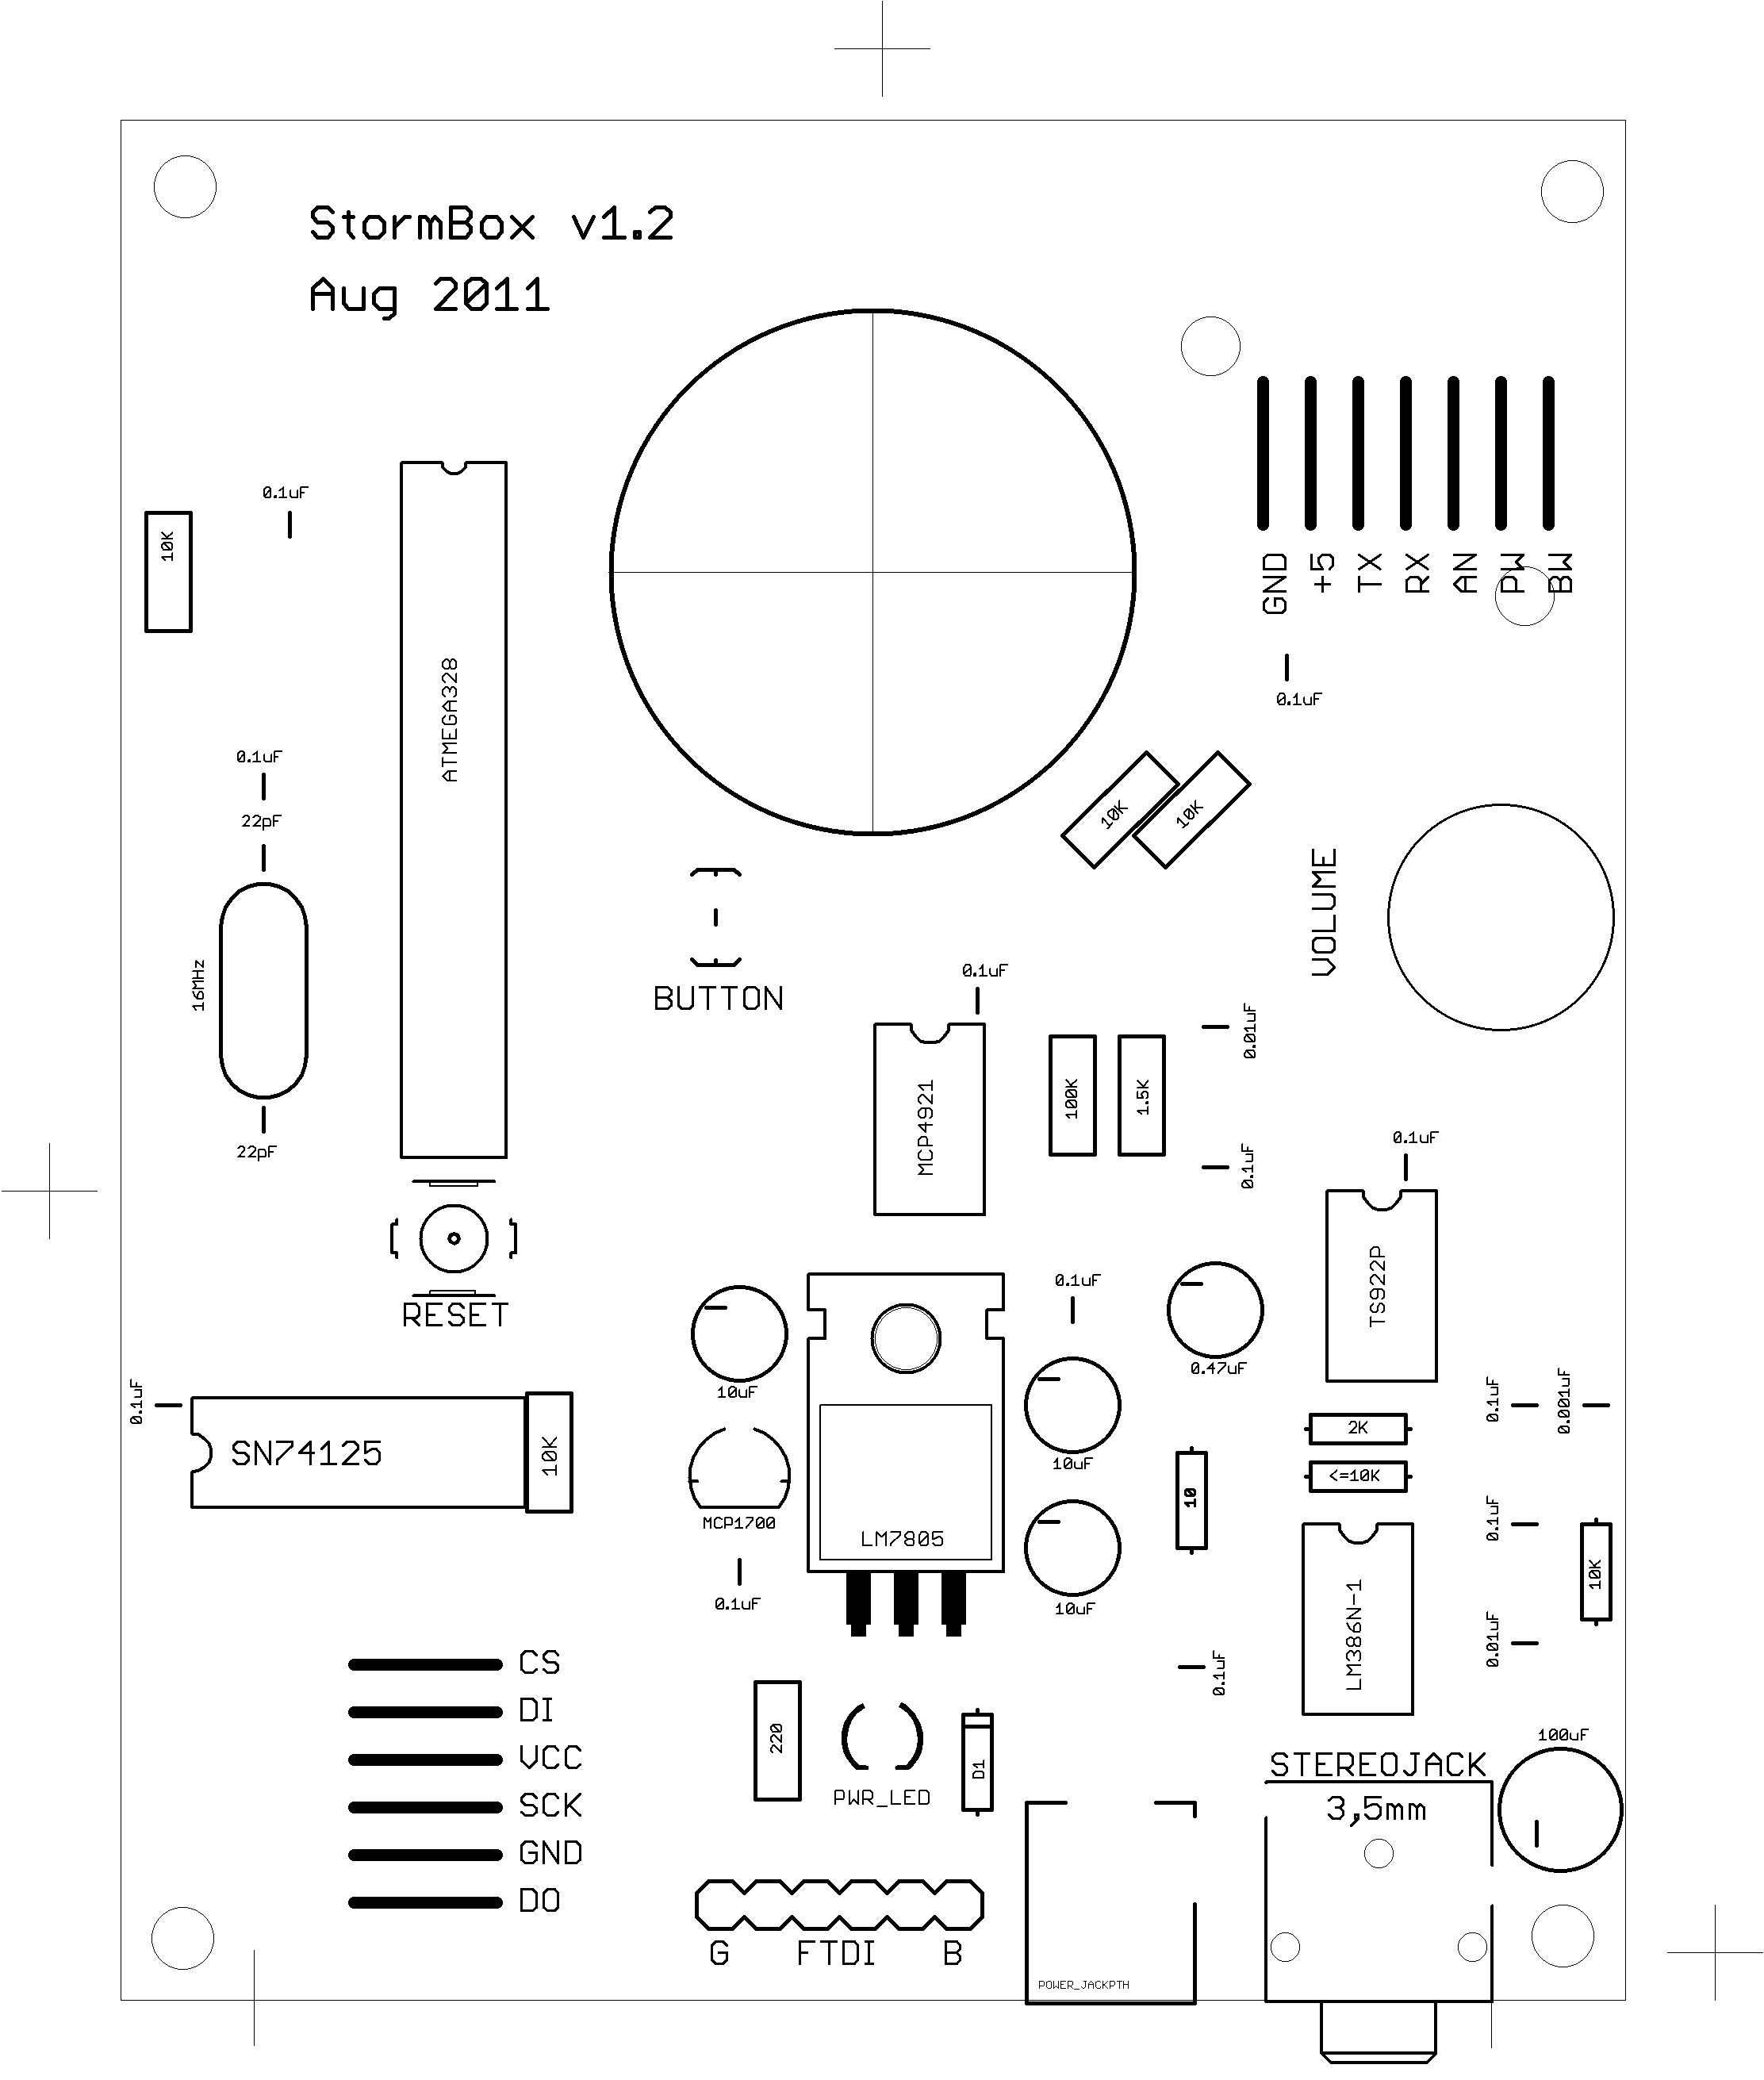 StormBox v1.2
Aug 2011
0.1uF
10K
ATMEGA328
GND
+5
TX
RX
AN
PW
BW
0.1uF
0.1uF
22pF
10K
10K
VOLUME
16MHz
BUTTON
0.1uF
0.01uF
MCP4921
100K
1.5K
22pF
0.1uF
0.1uF
TS922P
RESET
0.1uF
0.47uF
10uF
0.1uF
SN74125
10K
10uF
0.1uF
0.001uF
2K
<=10K
10
MCP1700
LM7805
0.1uF
10K
0.1uF
10uF
LM386N-1
0.01uF
0.1uF
CS
DI
VCC
SCK
GND
DO
220
PWR_LED
D1
100uF
STEREOJACK
3,5mm
G FTDI B
POWER_JACKPTH